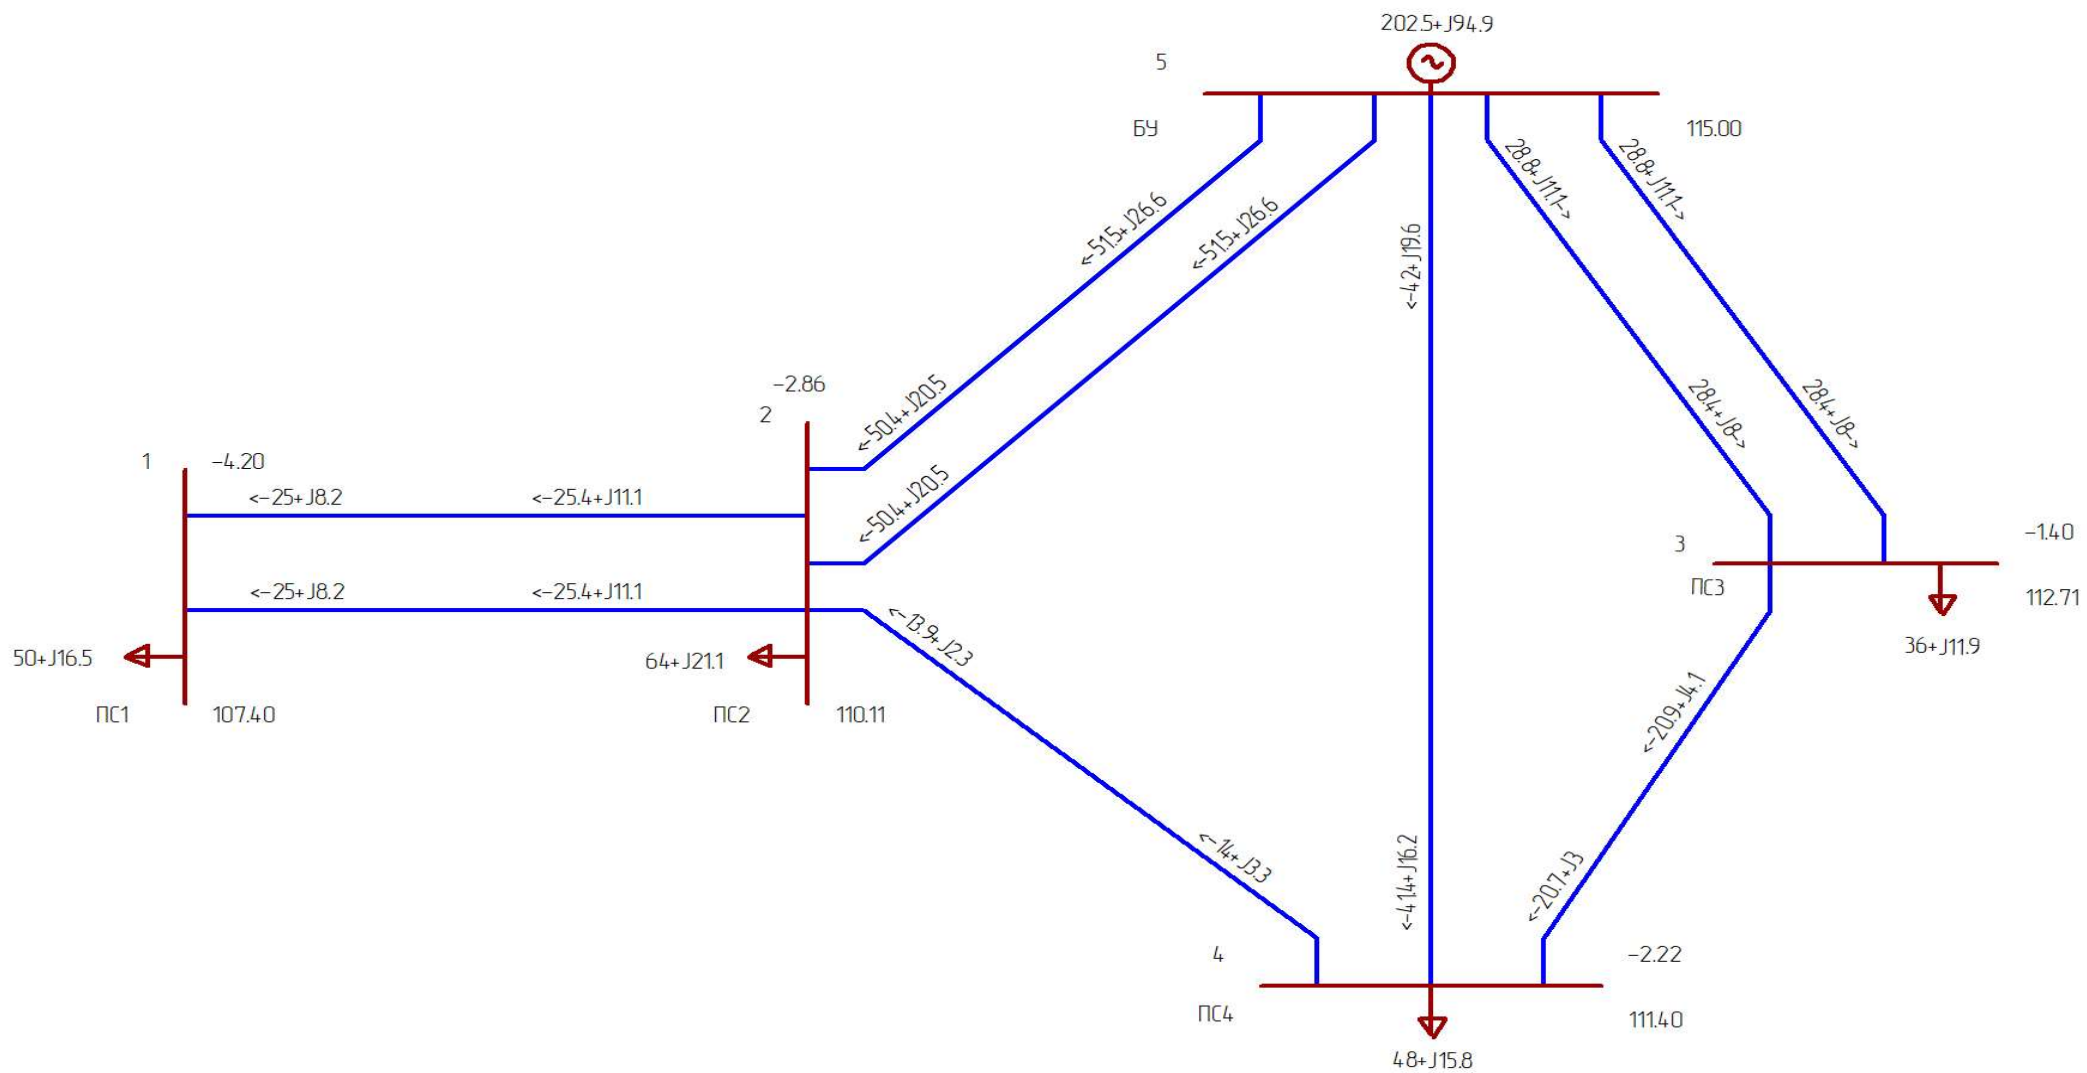 202.5+J94.9
5
БУ
115.00
<-51.5+J26.6
<-51.5+J26.6
<-42+J19.6
28.8+J11.1->
28.8+J11.1->
<-50.4+J20.5
<-50.4+J20.5
28.4+J8->
28.4+J8->
-2.86
2
1
-4.20
<-25+J8.2
<-25.4+J11.1
<-25+J8.2
<-25.4+J11.1
50+J16.5
64+J21.1
ПС1
107.40
ПС2
110.11
3
ПС3
-1.40
112.71
36+J11.9
<-13.9+J2.3
<-14+J3.3
<-20.9+J4.1
<-20.7+J3
<-41.4+J16.2
4
-2.22
ПС4
111.40
48+J15.8